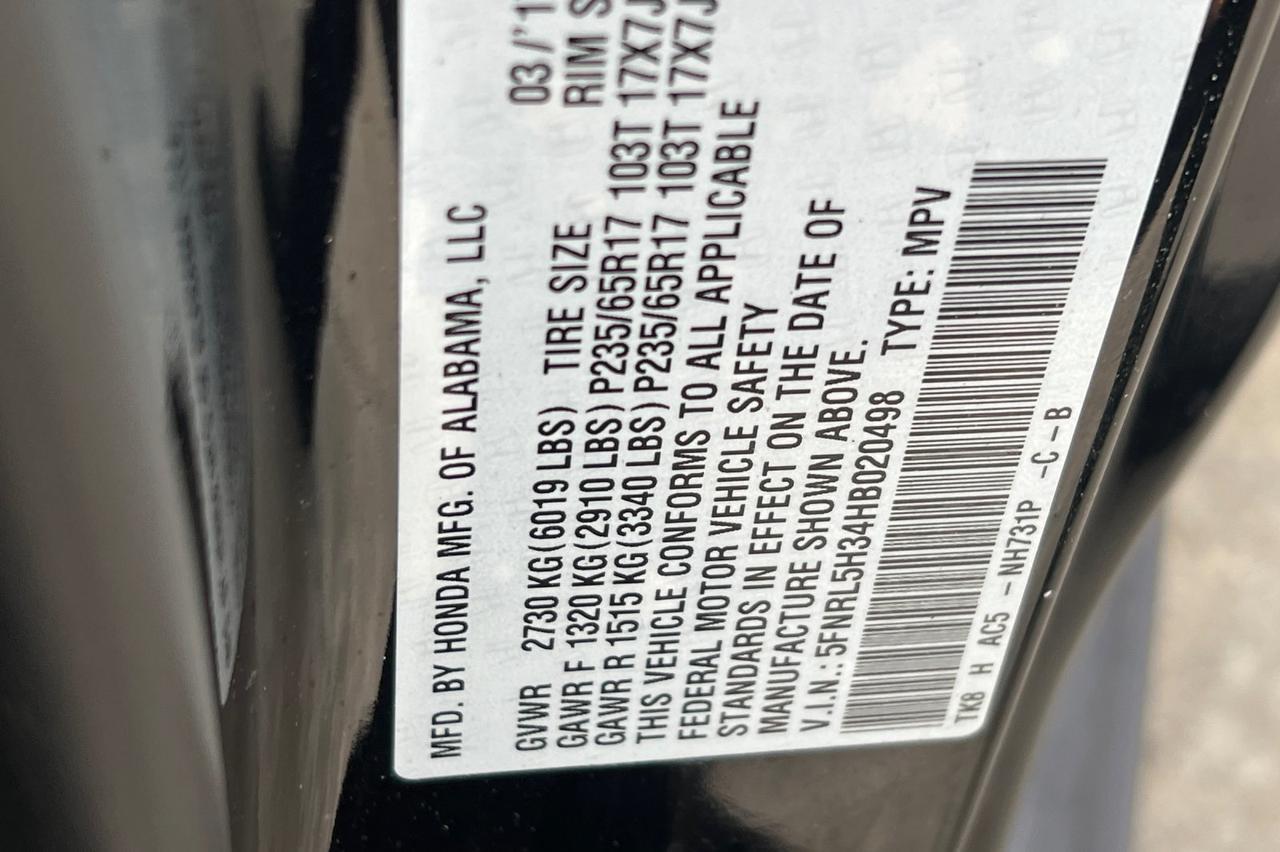 MFD. BY HONDA MFG. OF ALABAMA, LLC
03/'1
GVWR 2730 KG (6019 LBS) TIRE SIZE RIM S
GAWR F 1320 KG (2910 LBS) P235/65R17 103T 17X7J
GAWR R 1515 KG (3340 LBS) P235/65R17 103T 17X7J
THIS VEHICLE CONFORMS TO ALL APPLICABLE
FEDERAL MOTOR VEHICLE SAFETY
STANDARDS IN EFFECT ON THE DATE OF
MANUFACTURE SHOWN ABOVE.
V.I.N.: 5FNRL5H34HB020498 TYPE: MPV
TK8 H AC5 - NH731P -C-B